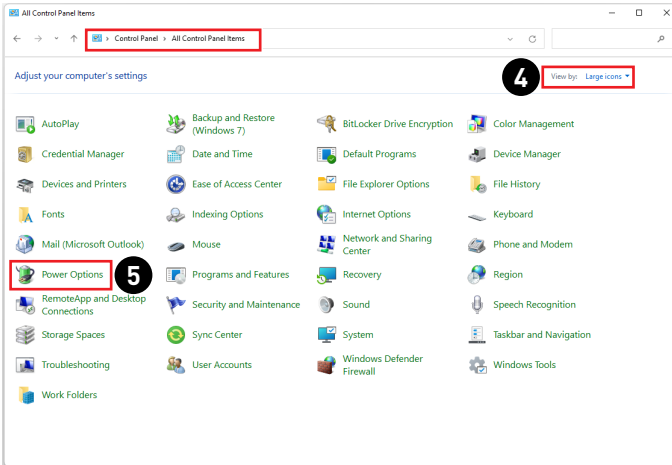 All Control Panel Items
Control Panel > All Control Panel Items
Adjust your computer's settings
4
View by: Large icons
AutoPlay
Backup and Restore
(Windows 7)
BitLocker Drive Encryption
Color Management
Credential Manager
Date and Time
Default Programs
Device Manager
Devices and Printers
Ease of Access Center
File Explorer Options
File History
Fonts
Indexing Options
Internet Options
Keyboard
Mail (Microsoft Outlook)
Mouse
Network and Sharing
Center
Phone and Modem
Power Options
5
Programs and Features
Recovery
Region
RemoteApp and Desktop
Connections
Security and Maintenance
Sound
Speech Recognition
Storage Spaces
Sync Center
System
Taskbar and Navigation
Troubleshooting
User Accounts
Windows Defender
Firewall
Windows Tools
Work Folders